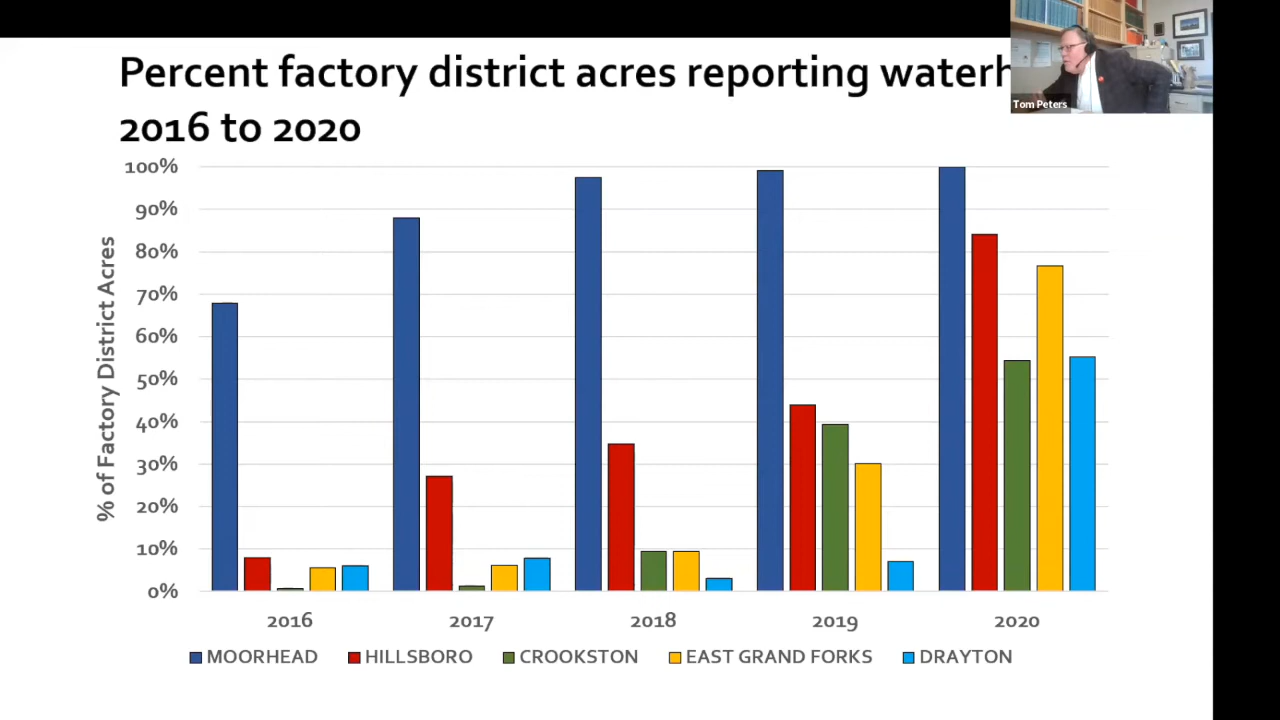 Percent factory district acres reporting
2016 to 2020
Tom Peters
100%
90%
80%
70%
60%
50%
40%
30%
20%
10%
0%
% of Factory District Acres
2016 2017 2018 2019 2020
MOORHEAD HILLSBORO CROOKSTON EAST GRAND FORKS DRAYTON